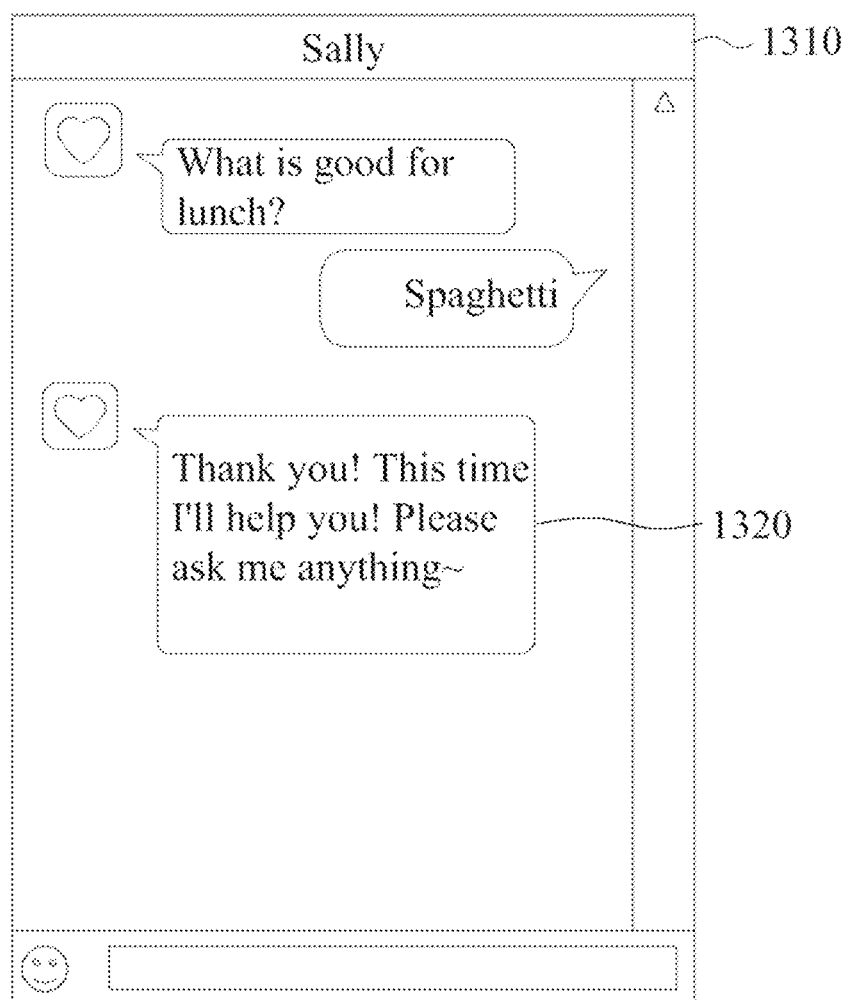 Sally
1310
What is good for
lunch?
Spaghetti
Thank you! This time
I'll help you! Please
ask me anything~
1320